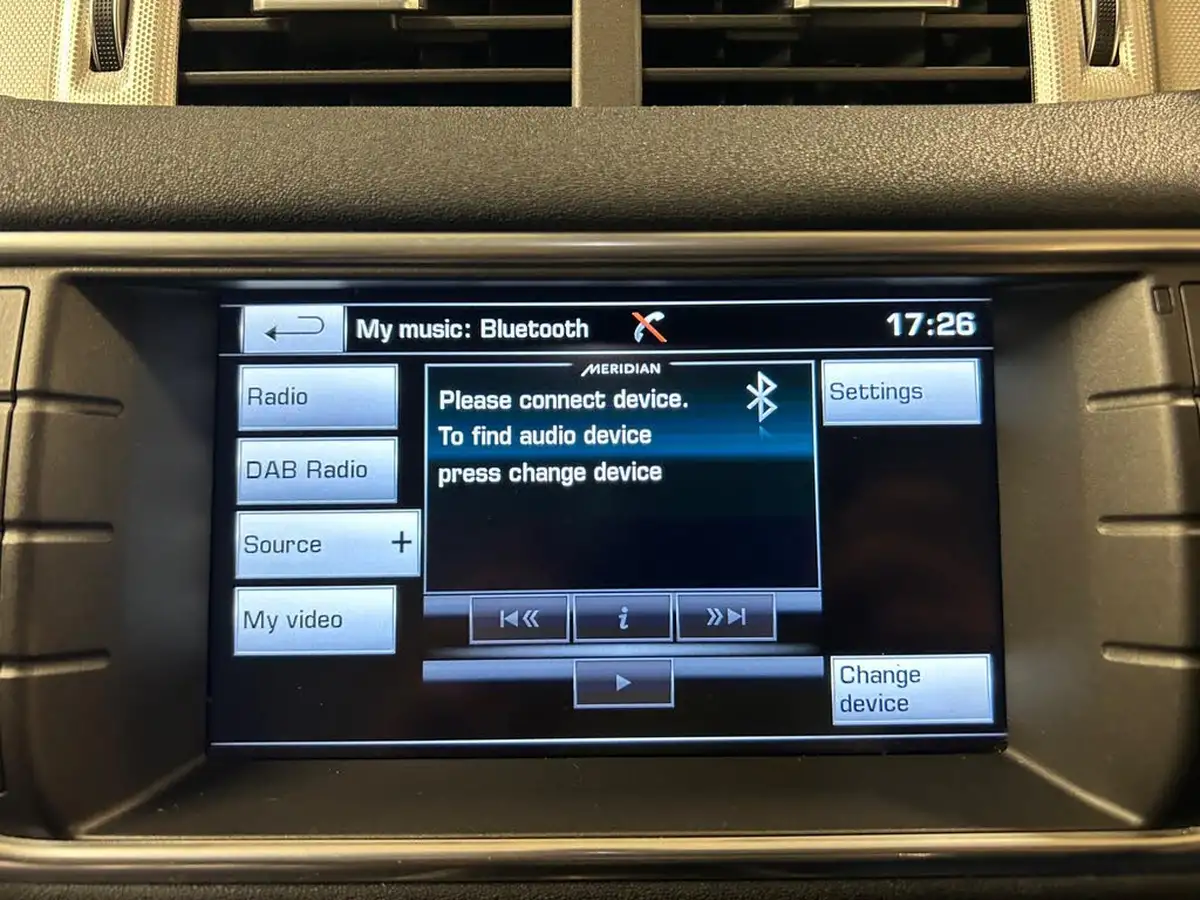 My music: Bluetooth
17:26
Radio
DAB Radio
Source +
My video
MERIDIAN
Please connect device.
To find audio device
press change device
i
Settings
Change
device